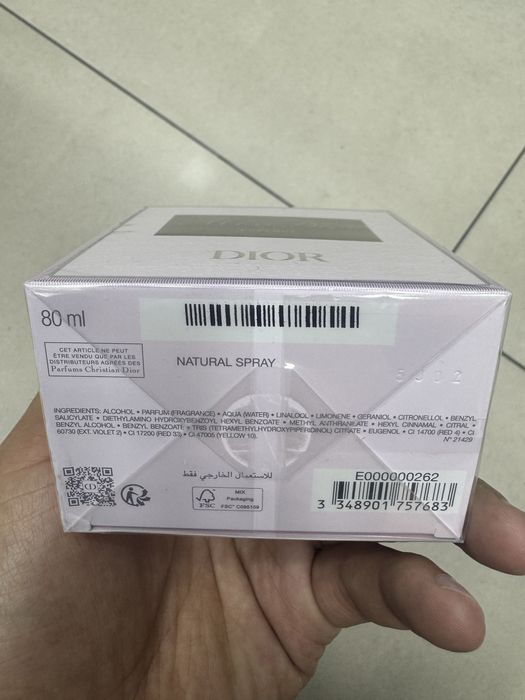 DIOR
80 ml
CET ARTICLE NE PEUT
ÊTRE VENDU QUE PAR LES
DISTRIBUTEURS AGRÉES DES
Parfums Christian Dior
NATURAL SPRAY
INGREDIENTS: ALCOHOL • PARFUM (FRAGRANCE) • AQUA (WATER) • LINALOOL • LIMONENE • GERANIOL • CITRONELLOL • BENZYL
SALICYLATE • DIETHYLAMINO HYDROXYBENZOYL HEXYL BENZOATE • METHYL ANTHRANILATE • HEXYL CINNAMAL • CITRAL •
BENZYL ALCOHOL • BENZYL BENZOATE • TRIS (TETRAMETHYLHYDROXYPIPERIDINOL) CITRATE • EUGENOL • CI 14700 (RED 4) • CI
60730 (EXT. VIOLET 2) • CI 17200 (RED 33) • CI 47005 (YELLOW 10).
N° 21429
للاستعمال الخارجي فقط
CD
FSC
MIX
Packaging
FSC® C095109
E000000262
3 348901 757683